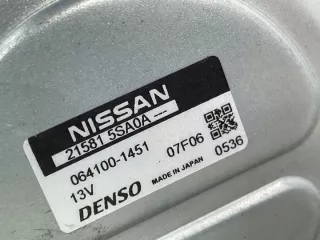 NISSAN
21581 5SA0A ---
064100-1451 07F06
13V MADE IN JAPAN 0536
DENSO